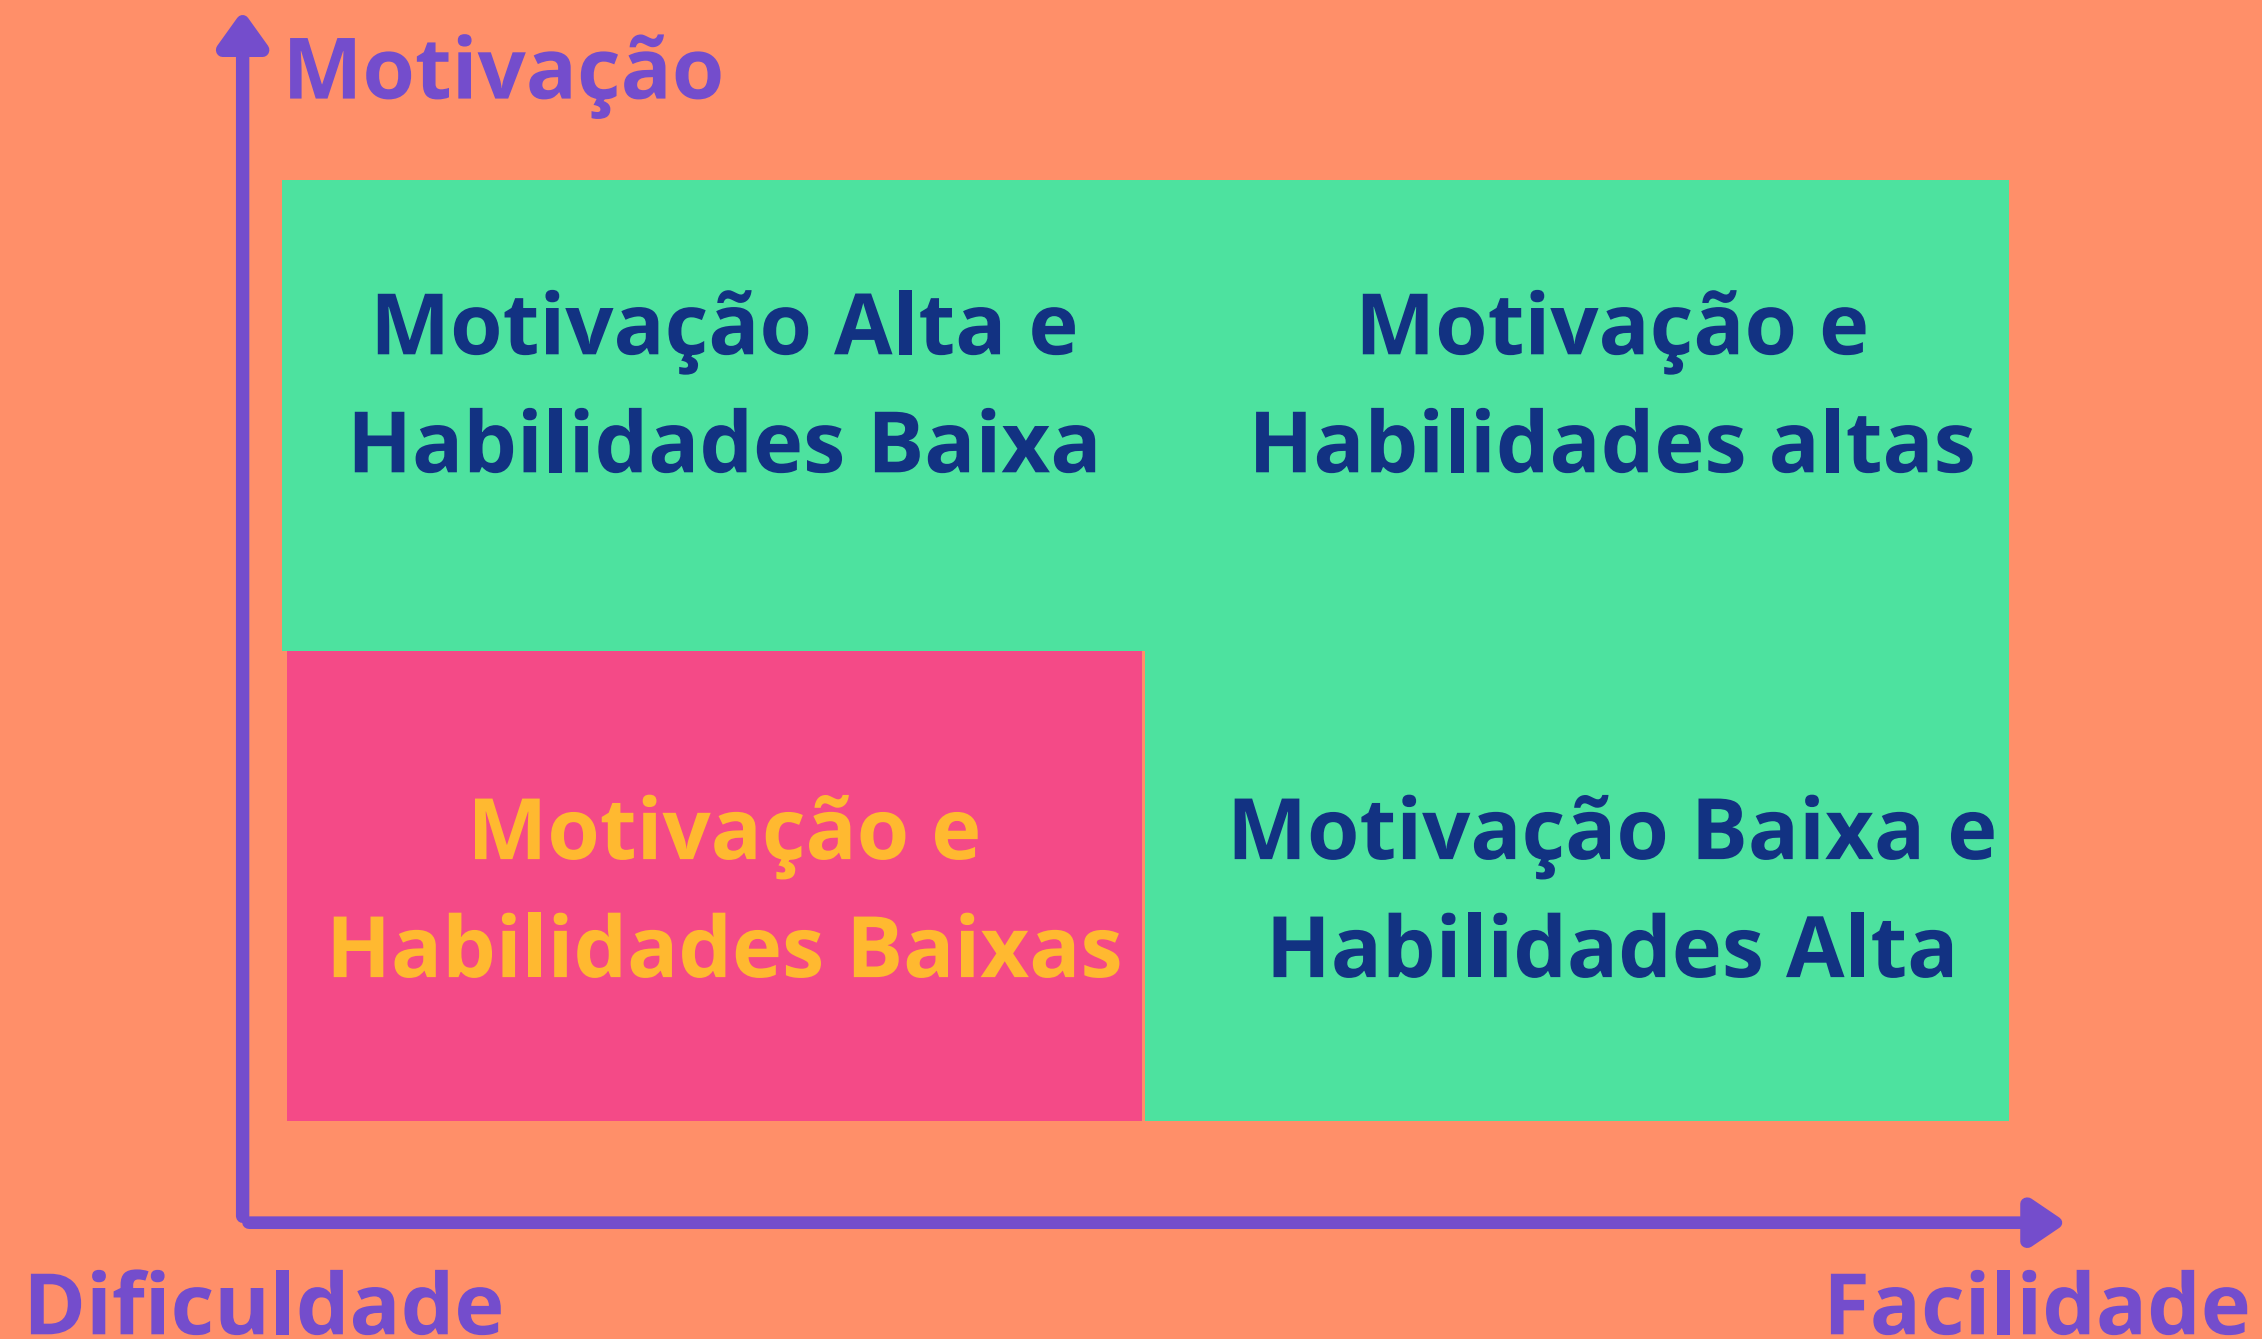 Motivação
Motivação Alta e
Habilidades Baixa
Motivação e
Habilidades altas
Motivação e
Habilidades Baixas
Motivação Baixa e
Habilidades Alta
Dificuldade
Facilidade